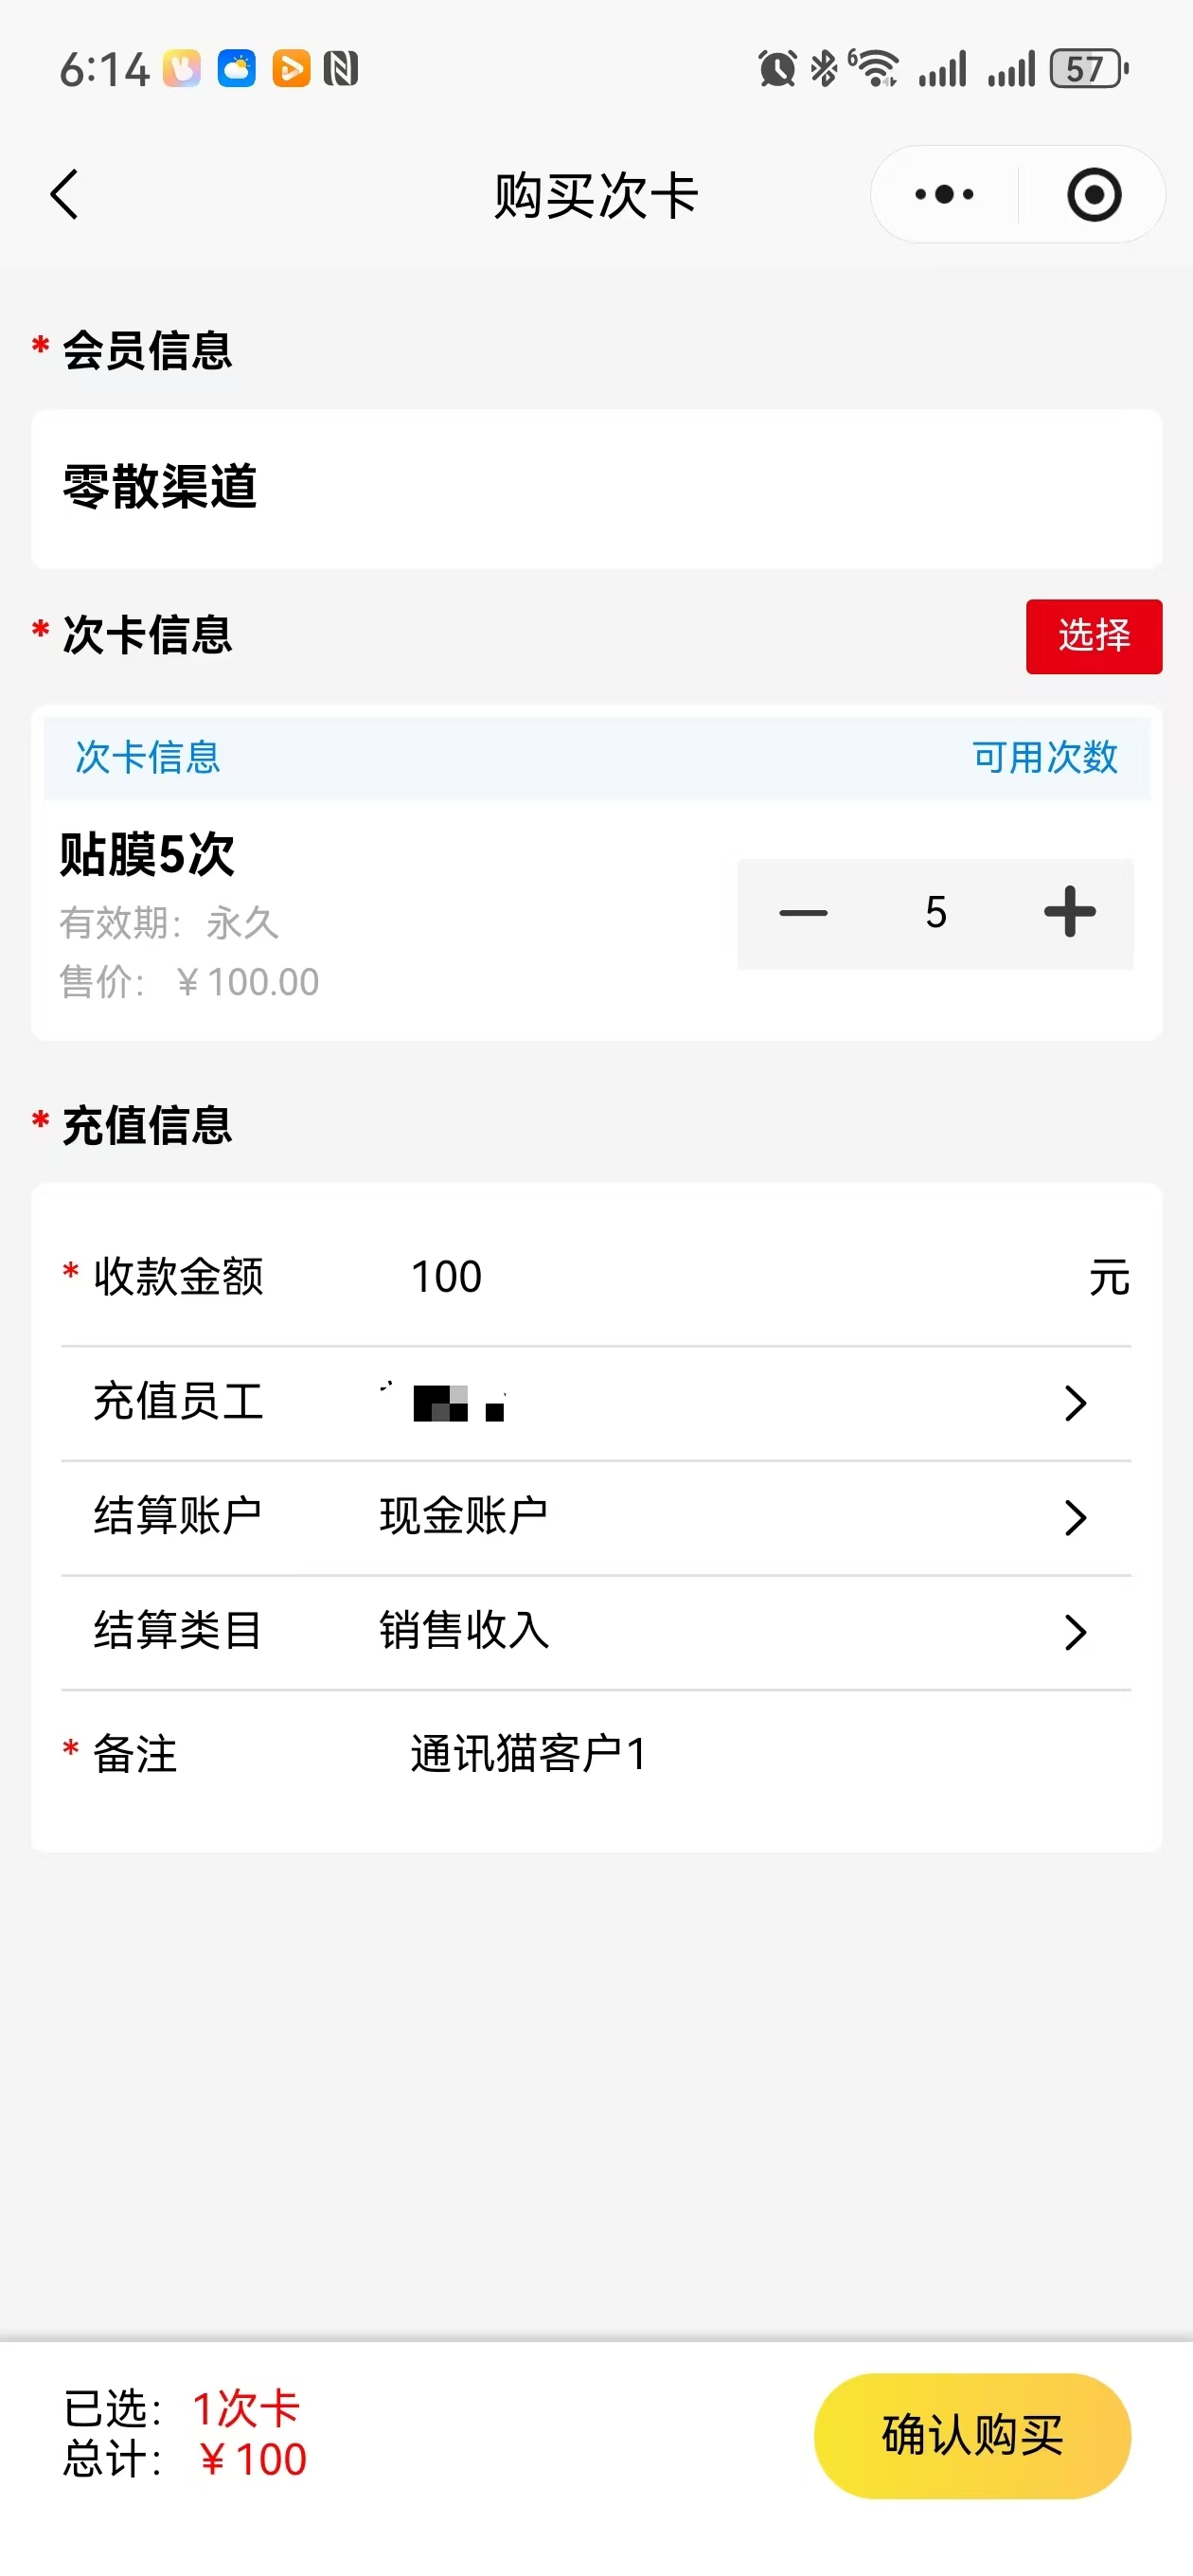 6:14
6
57
购买次卡
* 会员信息
零散渠道
* 次卡信息
选择
次卡信息 可用次数
贴膜5次
5
有效期：永久
售价：￥100.00
* 充值信息
* 收款金额 100 元
充值员工
结算账户 现金账户
结算类目 销售收入
* 备注 通讯猫客户1
已选：1次卡
总计：￥100
确认购买